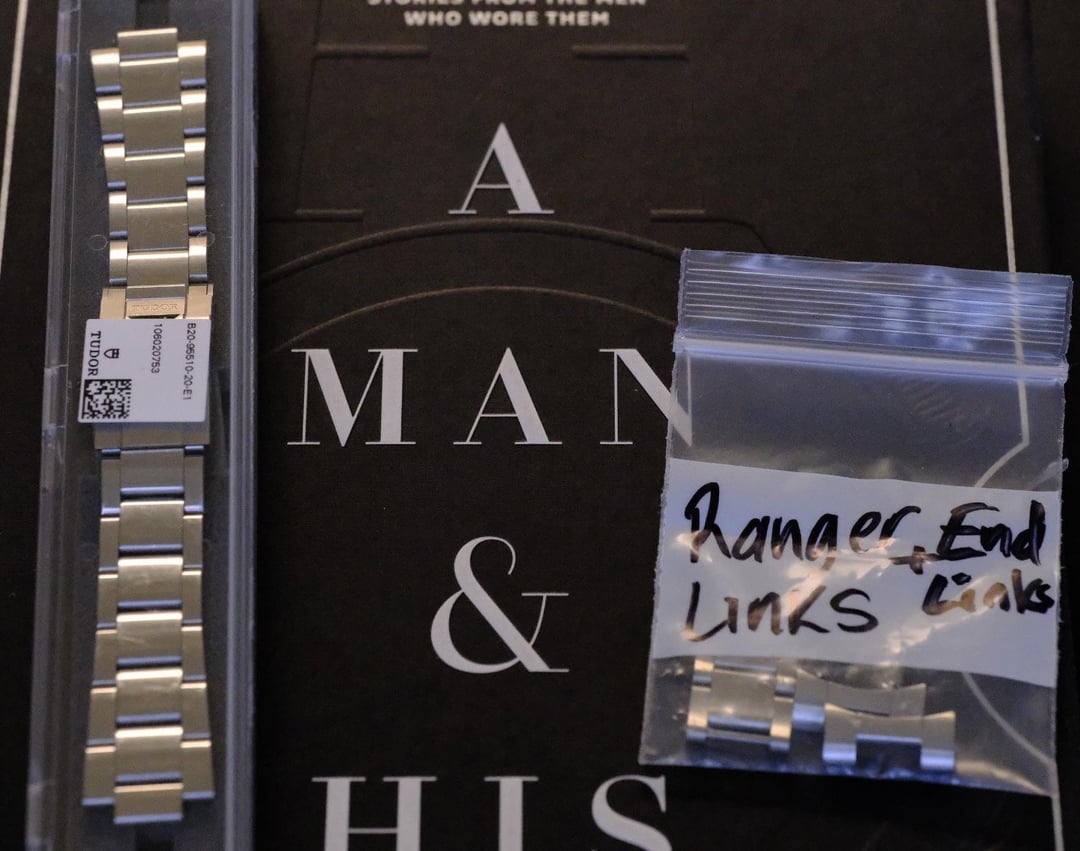 STORIES FROM THE MEN
WHO WORE THEM
A
MAN
&
HIS
TUDOR
B20-95510-20-E1
106020753
TUDOR
Ranger + End
Links Links